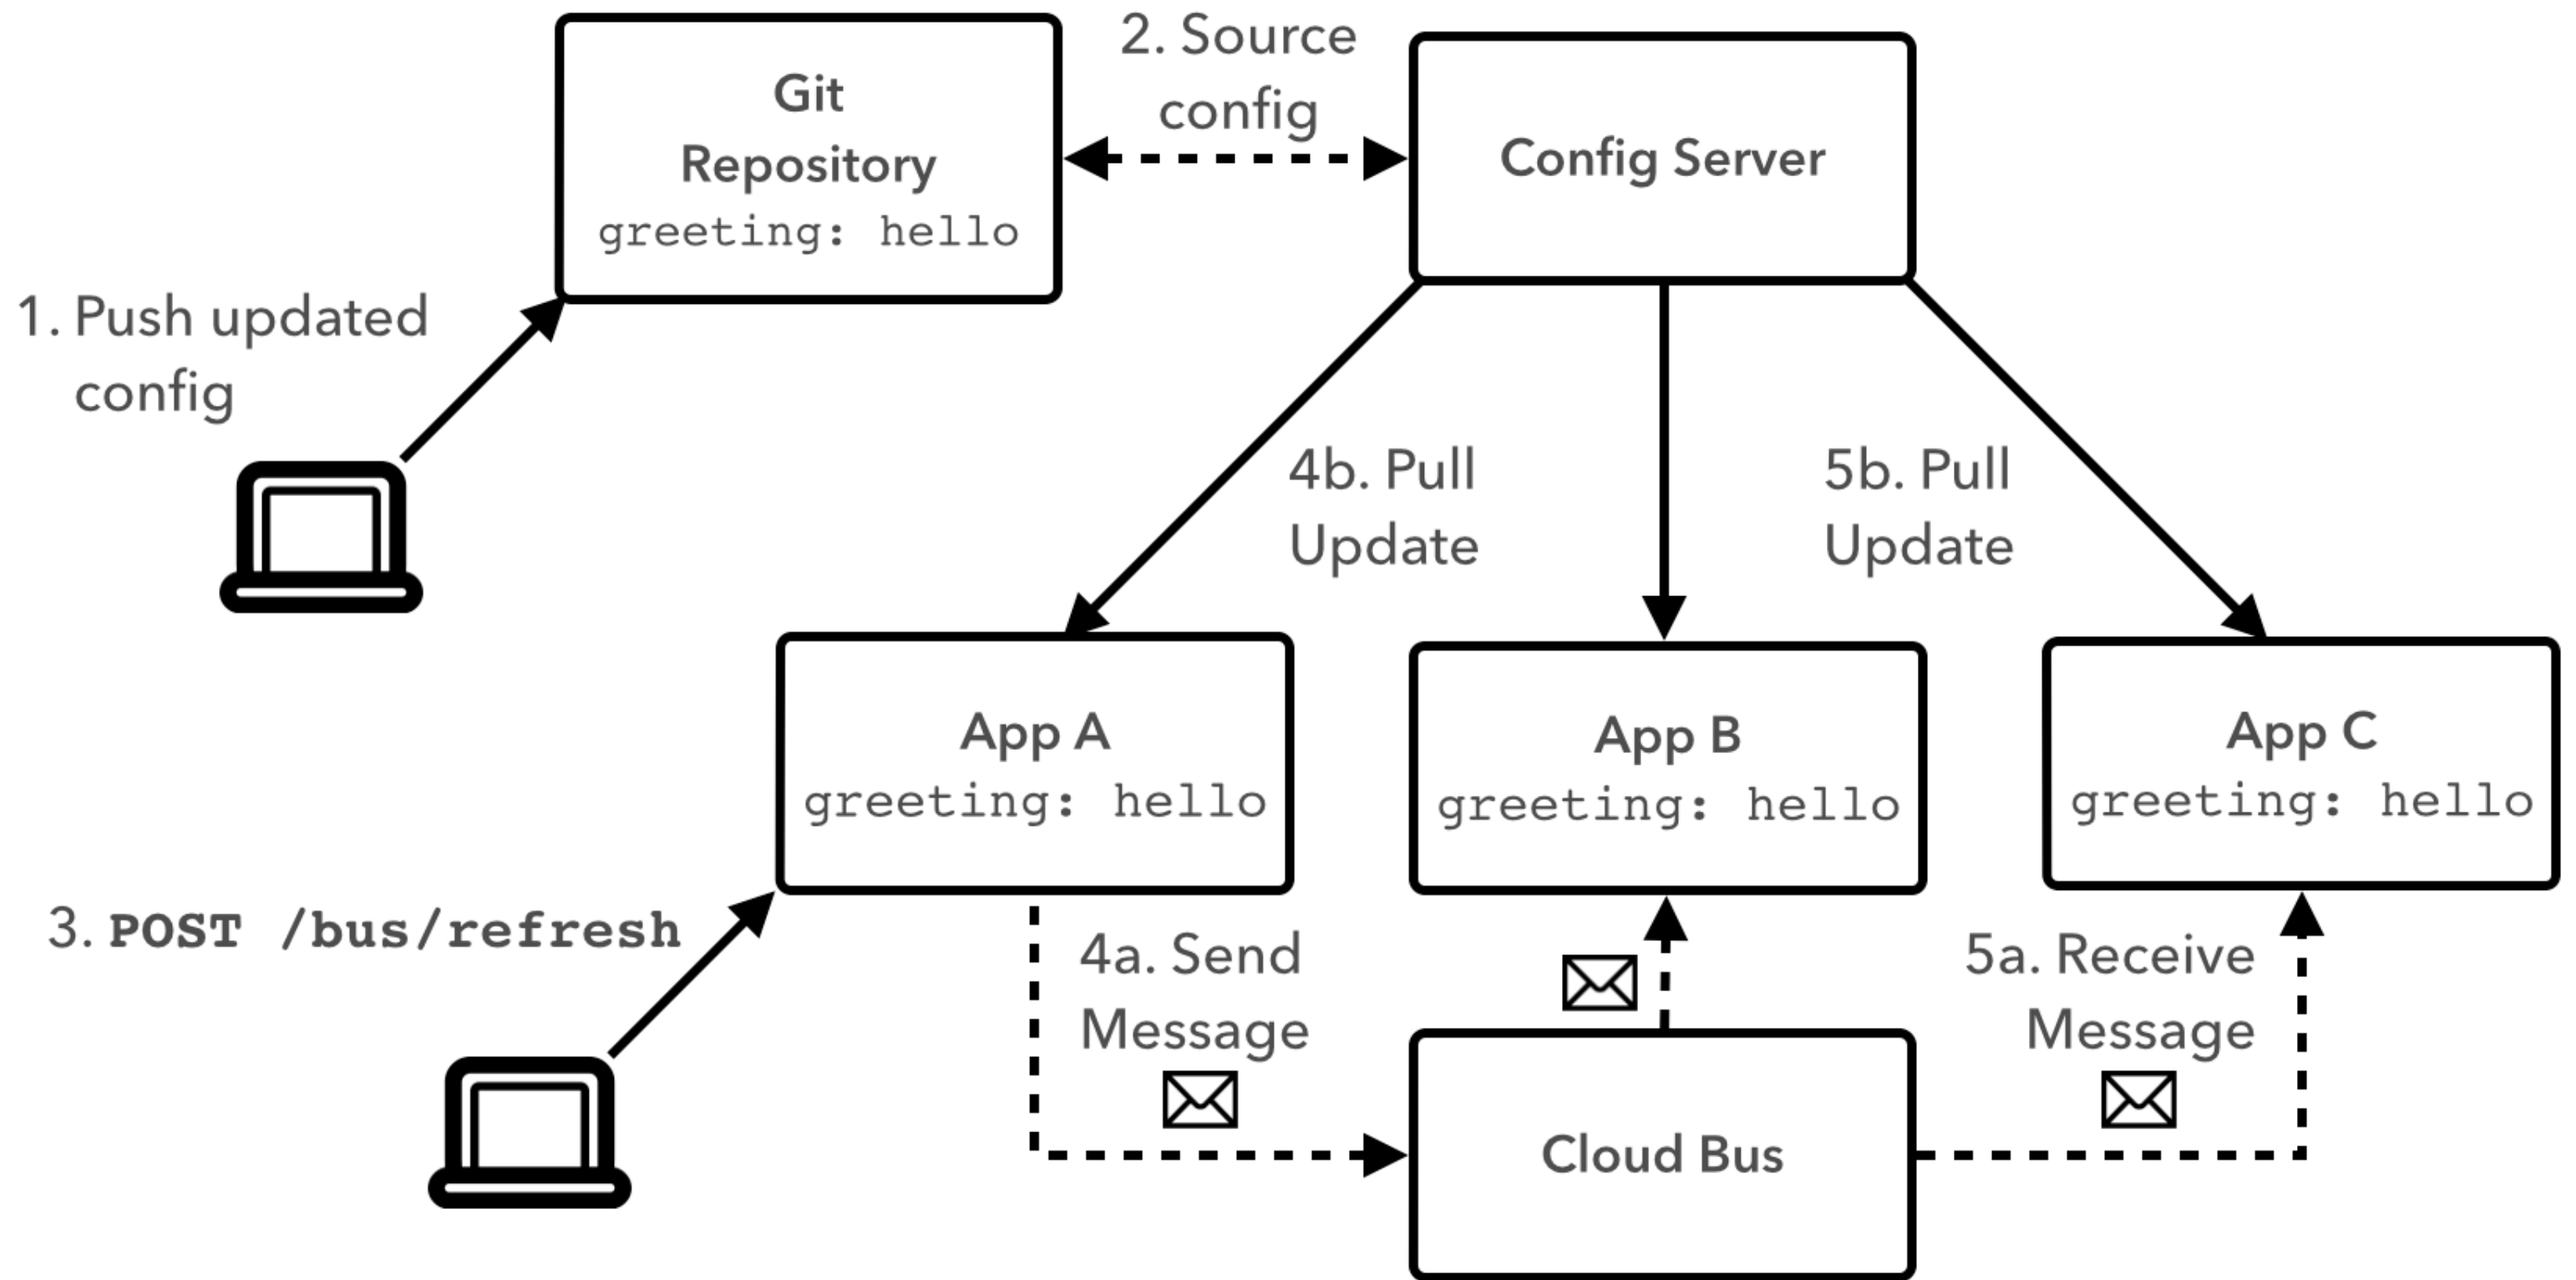 Git
Repository
greeting: hello
2. Source
config
Config Server
1. Push updated
config
4b. Pull
Update
5b. Pull
Update
App A
greeting: hello
App B
greeting: hello
App C
greeting: hello
3. POST /bus/refresh
4a. Send
Message
5a. Receive
Message
Cloud Bus